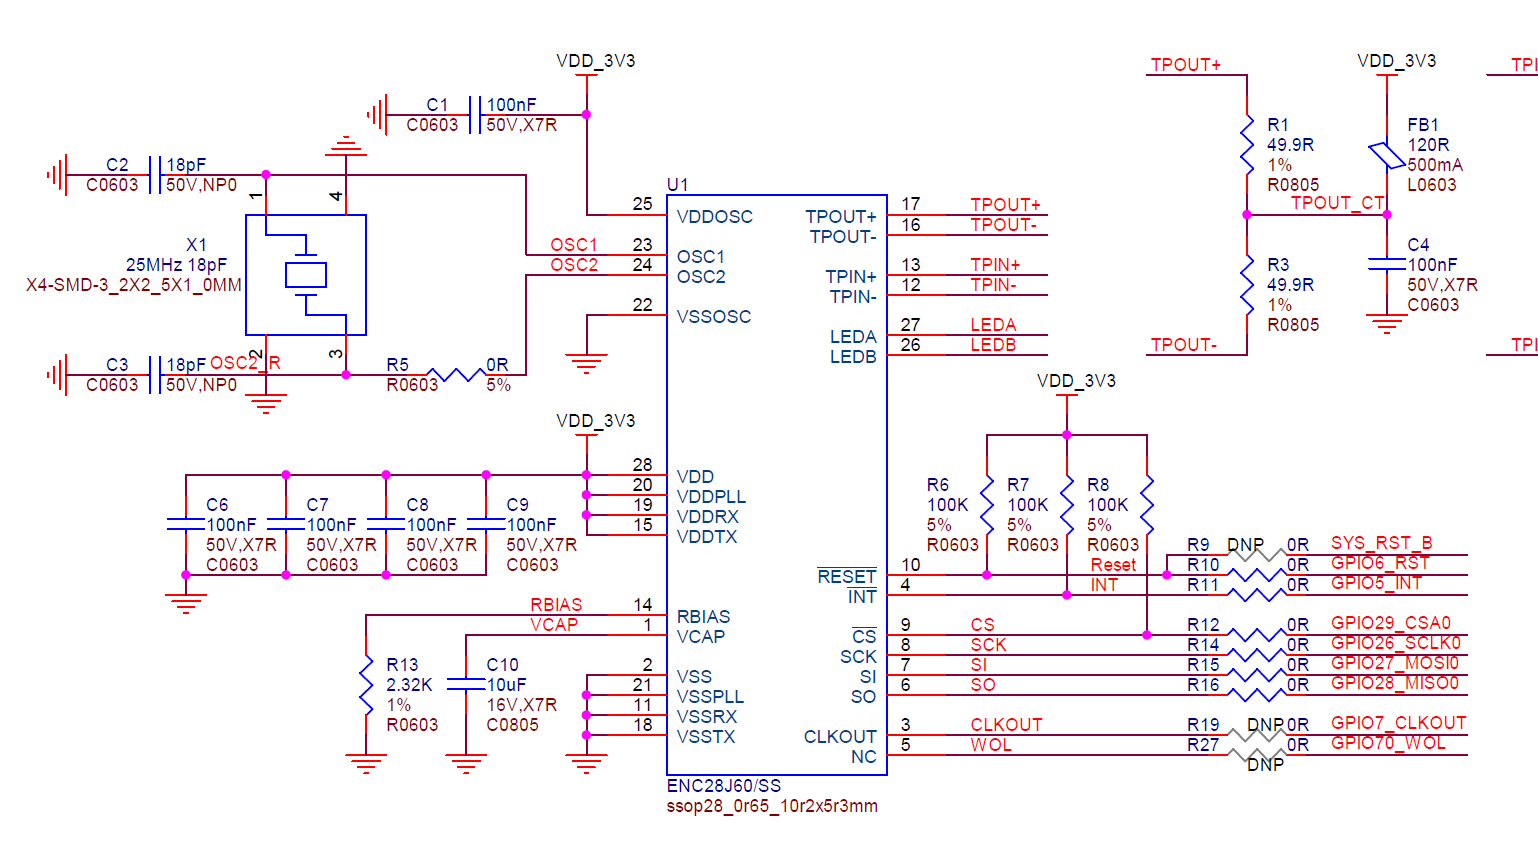 VDD_3V3
C1 100nF
C0603 50V,X7R
C2 18pF
C0603 50V,NP0
1
4
X1
25MHz 18pF
X4-SMD-3_2X2_5X1_0MM
2
3
C3 18pF
C0603 50V,NP0
OSC2_R
R5 0R
R0603 5%
OSC1
OSC2
VDD_3V3
C6
100nF
50V,X7R
C0603
C7
100nF
50V,X7R
C0603
C8
100nF
50V,X7R
C0603
C9
100nF
50V,X7R
C0603
RBIAS
VCAP
R13
2.32K
1%
R0603
C10
10uF
16V,X7R
C0805
U1
25 VDDOSC
23 OSC1
24 OSC2
22 VSSOSC
28 VDD
20 VDDPLL
19 VDDRX
15 VDDTX
14 RBIAS
1 VCAP
2 VSS
21 VSSPLL
11 VSSRX
18 VSSTX
TPOUT+ 17 TPOUT+
TPOUT- 16 TPOUT-
TPIN+ 13 TPIN+
TPIN- 12 TPIN-
LEDA 27 LEDA
LEDB 26 LEDB
RESET 10 Reset
INT 4 INT
CS 9 CS
SCK 8 SCK
SI 7 SI
SO 6 SO
CLKOUT 3 CLKOUT
NC 5 WOL
ENC28J60/SS
ssop28_0r65_10r2x5r3mm
VDD_3V3
R6
100K
5%
R0603
R7
100K
5%
R0603
R8
100K
5%
R0603
R9 DNP 0R SYS_RST_B
R10 0R GPIO6_RST
R11 0R GPIO5_INT
R12 0R GPIO29_CSA0
R14 0R GPIO26_SCLK0
R15 0R GPIO27_MOSI0
R16 0R GPIO28_MISO0
R19 DNP 0R GPIO7_CLKOUT
R27 0R GPIO70_WOL
DNP
TPOUT+
R1
49.9R
1%
R0805
TPOUT_CT
R3
49.9R
1%
R0805
TPOUT-
VDD_3V3
FB1
120R
500mA
L0603
C4
100nF
50V,X7R
C0603
TPI
TPI